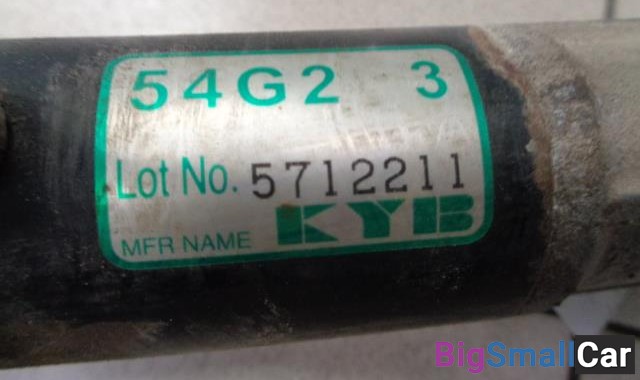 54G2 3
Lot No. 5712211
MFR NAME KYB
BigSmallCar